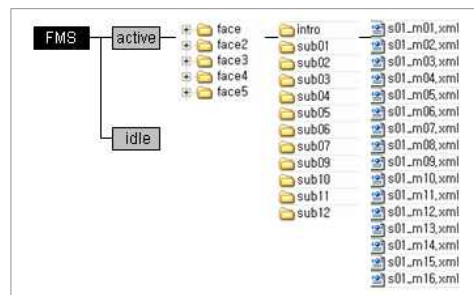 FMS
active
idle
face
face2
face3
face4
face5
intro
sub01
sub02
sub03
sub04
sub05
sub06
sub07
sub09
sub10
sub11
sub12
s01_m01.xml
s01_m02.xml
s01_m03.xml
s01_m04.xml
s01_m05.xml
s01_m06.xml
s01_m07.xml
s01_m08.xml
s01_m09.xml
s01_m10.xml
s01_m11.xml
s01_m12.xml
s01_m13.xml
s01_m14.xml
s01_m15.xml
s01_m16.xml